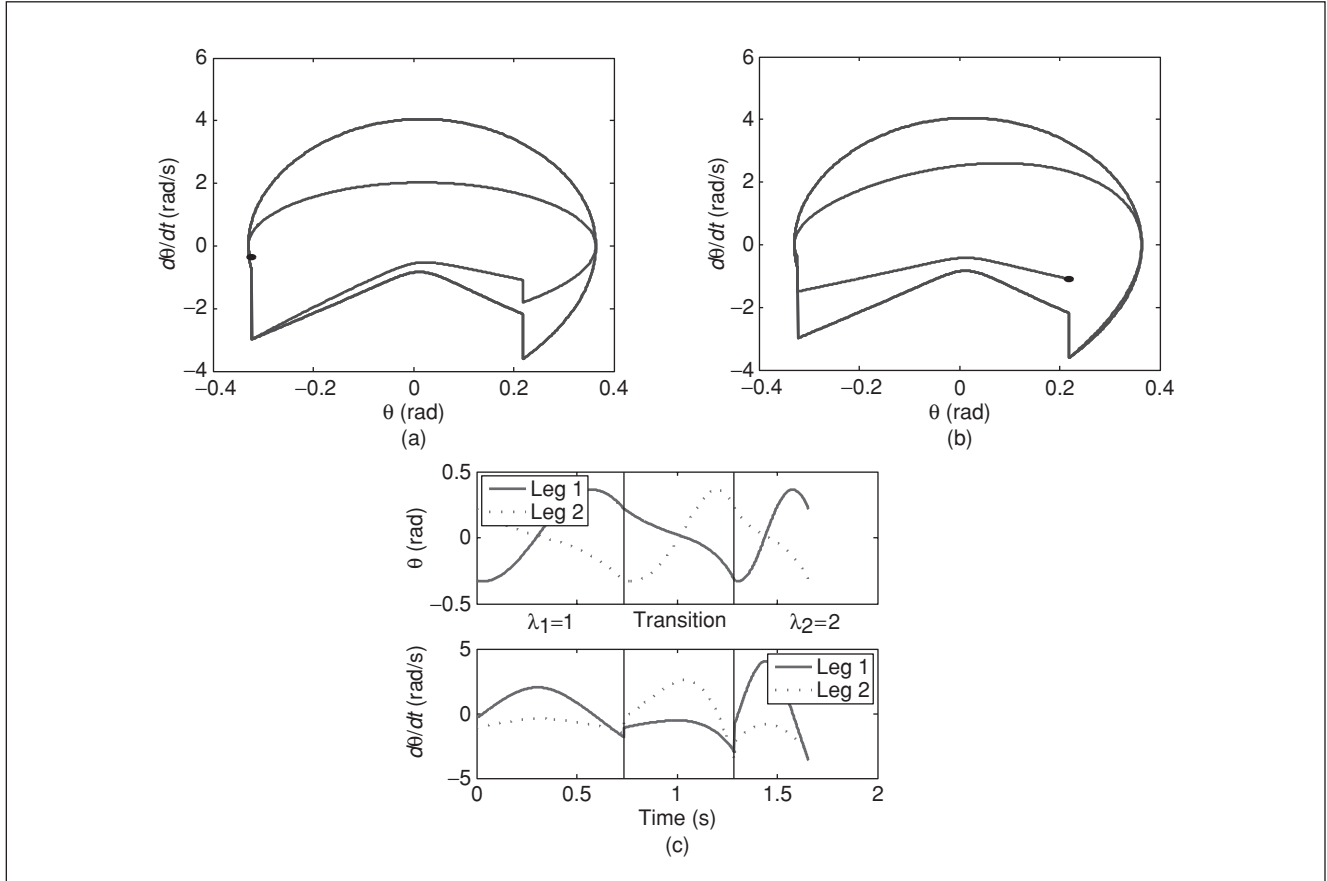 6
4
2
0
−2
−4
dθ/dt (rad/s)
−0.4
−0.2
0
0.2
0.4
θ (rad)
(a)
6
4
2
0
−2
−4
dθ/dt (rad/s)
−0.4
−0.2
0
0.2
0.4
θ (rad)
(b)
0.5
0
−0.5
θ (rad)
Leg 1
Leg 2
λ1=1
Transition
λ2=2
5
0
−5
dθ/dt (rad/s)
Leg 1
Leg 2
0
0.5
1
1.5
2
Time (s)
(c)